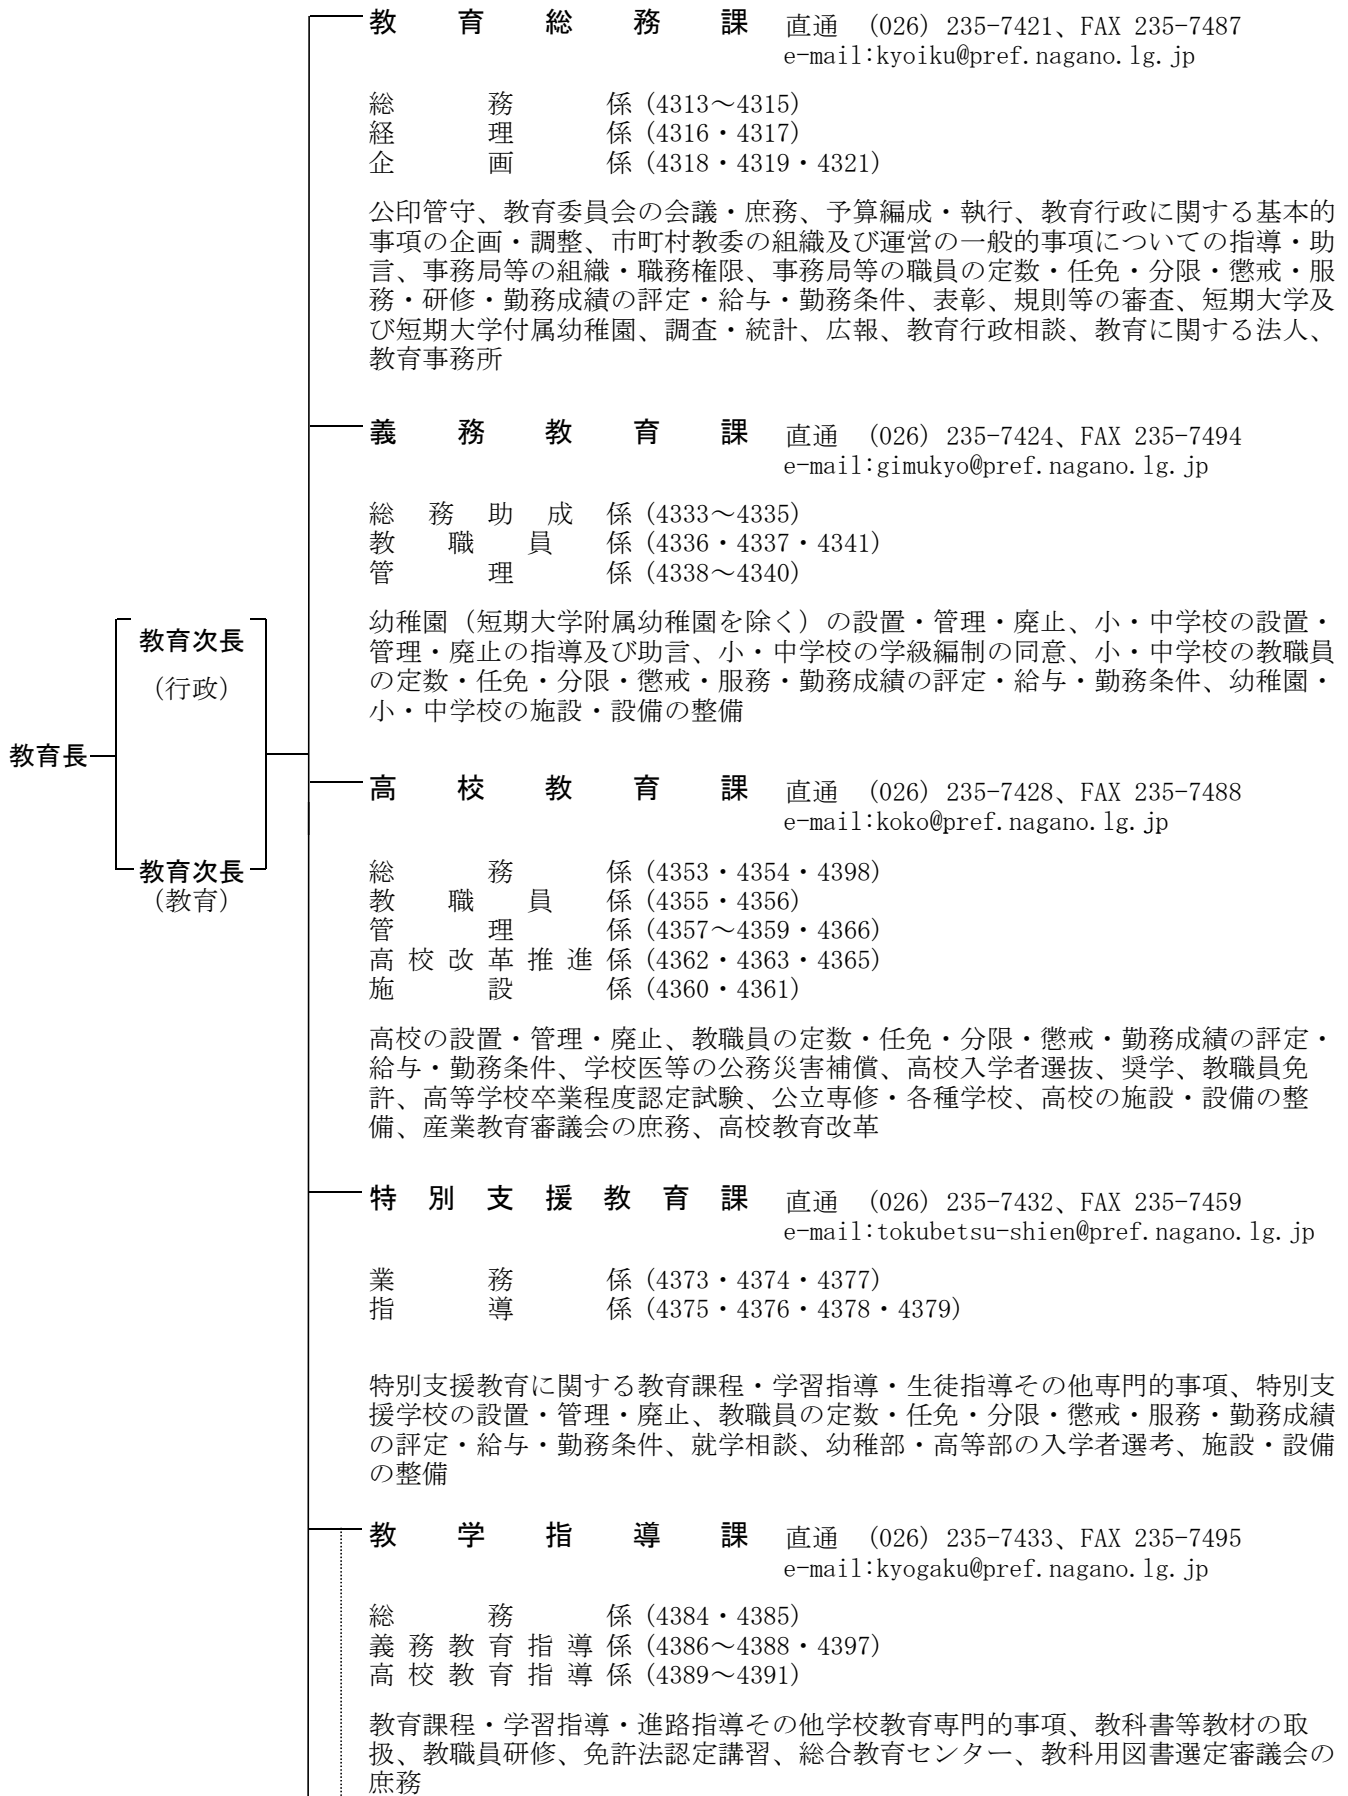 教育総務課 直通 (026) 235-7421、FAX 235-7487
e-mail:kyoiku@pref.nagano.lg.jp
総務係 (4313～4315)
経理係 (4316・4317)
企画係 (4318・4319・4321)
公印管守、教育委員会の会議・庶務、予算編成・執行、教育行政に関する基本的
事項の企画・調整、市町村教委の組織及び運営の一般的事項についての指導・助
言、事務局等の組織・職務権限、事務局等の職員の定数・任免・分限・懲戒・服
務・研修・勤務成績の評定・給与・勤務条件、表彰、規則等の審査、短期大学及
び短期大学付属幼稚園、調査・統計、広報、教育行政相談、教育に関する法人、
教育事務所
義務教育課 直通 (026) 235-7424、FAX 235-7494
e-mail:gimukyo@pref.nagano.lg.jp
総務助成係 (4333～4335)
教職員係 (4336・4337・4341)
管理係 (4338～4340)
幼稚園（短期大学附属幼稚園を除く）の設置・管理・廃止、小・中学校の設置・
管理・廃止の指導及び助言、小・中学校の学級編制の同意、小・中学校の教職員
の定数・任免・分限・懲戒・服務・勤務成績の評定・給与・勤務条件、幼稚園・
小・中学校の施設・設備の整備
教育次長
（行政）
教育長
教育次長
（教育）
高校教育課 直通 (026) 235-7428、FAX 235-7488
e-mail:koko@pref.nagano.lg.jp
総務係 (4353・4354・4398)
教職員係 (4355・4356)
管理係 (4357～4359・4366)
高校改革推進係 (4362・4363・4365)
施設係 (4360・4361)
高校の設置・管理・廃止、教職員の定数・任免・分限・懲戒・勤務成績の評定・
給与・勤務条件、学校医等の公務災害補償、高校入学者選抜、奨学、教職員免
許、高等学校卒業程度認定試験、公立専修・各種学校、高校の施設・設備の整
備、産業教育審議会の庶務、高校教育改革
特別支援教育課 直通 (026) 235-7432、FAX 235-7459
e-mail:tokubetsu-shien@pref.nagano.lg.jp
業務係 (4373・4374・4377)
指導係 (4375・4376・4378・4379)
特別支援教育に関する教育課程・学習指導・生徒指導その他専門的事項、特別支
援学校の設置・管理・廃止、教職員の定数・任免・分限・懲戒・服務・勤務成績
の評定・給与・勤務条件、就学相談、幼稚部・高等部の入学者選考、施設・設備
の整備
教学指導課 直通 (026) 235-7433、FAX 235-7495
e-mail:kyogaku@pref.nagano.lg.jp
総務係 (4384・4385)
義務教育指導係 (4386～4388・4397)
高校教育指導係 (4389～4391)
教育課程・学習指導・進路指導その他学校教育専門的事項、教科書等教材の取
扱、教職員研修、免許法認定講習、総合教育センター、教科用図書選定審議会の
庶務